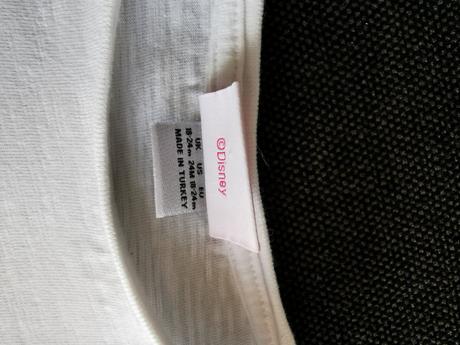 ©Disney
UK US EU
18-24m 24M 18-24m
MADE IN TURKEY